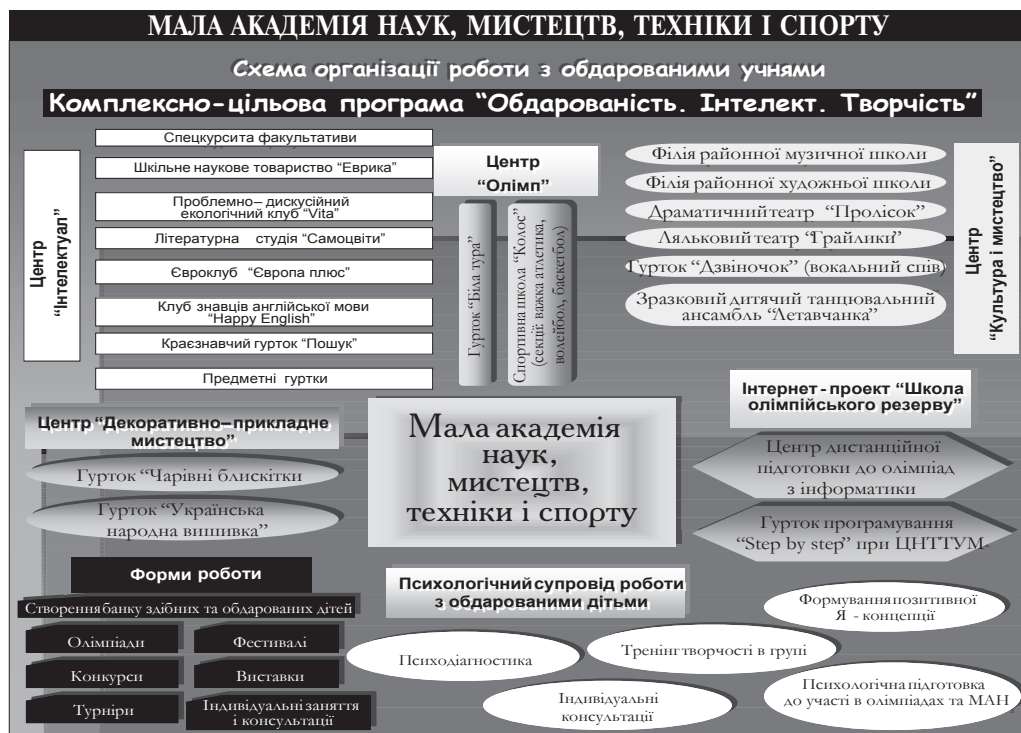 МАЛА АКАДЕМІЯ НАУК, МИСТЕЦТВ, ТЕХНІКИ І СПОРТУ
Схема організації роботи з обдарованими учнями
Комплексно-цільова програма “Обдарованість. Інтелект. Творчість”
Центр
“Інтелектуал”
Спецкурсита факультативи
Шкільне наукове товариство “Еврика”
Проблемно– дискусійний
екологічний клуб “Vita”
Літературна студія “Самоцвіти”
Євроклуб “Європа плюс”
Клуб знавців англійської мови
“Happy English”
Краєзнавчий гурток “Пошук”
Предметні гуртки
Центр
“Олімп”
Гурток “Біла тура”
Спортивна школа “Колос”
(секції: важка атлетика,
волейбол, баскетбол)
Філія районної музичної школи
Філія районної художньої школи
Драматичний театр “Пролісок”
Ляльковий театр “Грайлики”
Гурток “Дзвіночок” (вокальний спів)
Зразковий дитячий танцювальний
ансамбль “Летавчанка”
Центр
“Культура і мистецтво”
Центр “Декоративно– прикладне
мистецтво”
Гурток “Чарівні блискітки
Гурток “Українська
народна вишивка”
Мала академія
наук,
мистецтв,
техніки і спорту
Інтернет - проект “Школа
олімпійського резерву”
Центр дистанційної
підготовки до олімпіад
з інформатики
Гурток програмування
“Step by step” при ЦНТТУМ-
Форми роботи
Створення банку здібних та обдарованих дітей
Олімпіади
Фестивалі
Конкурси
Виставки
Турніри
Індивідуальні заняття
і консультації
Психологічний супровід роботи
з обдарованими дітьми
Психодіагностика
Тренінг творчості в групі
Індивідуальні
консультації
Формування позитивної
Я - концепції
Психологічна підготовка
до участі в олімпіадах та МАН